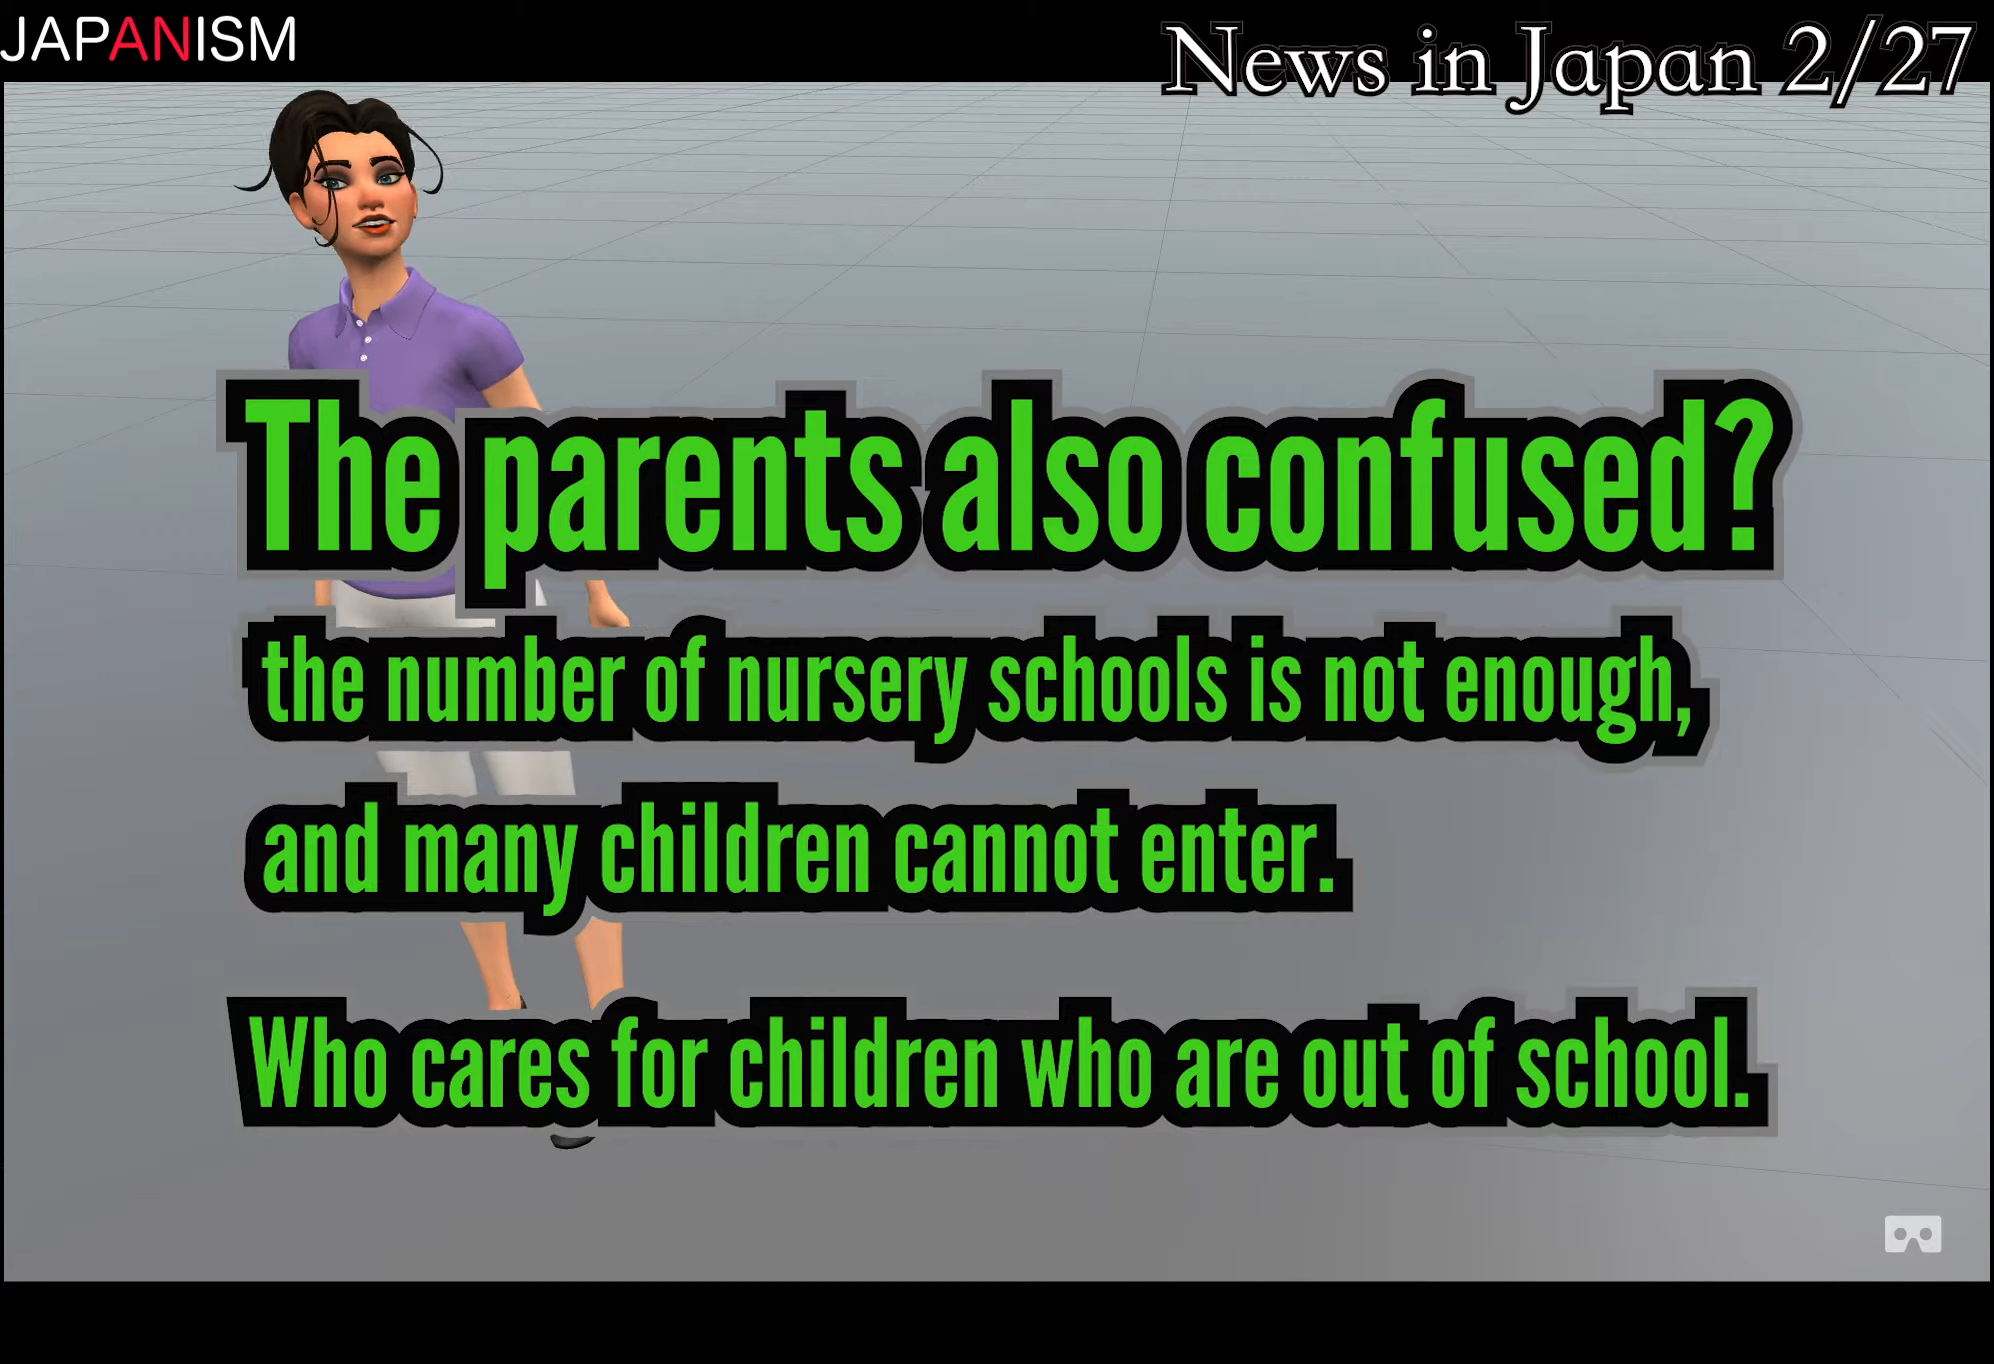 JAPANISM
News in Japan 2/27
The parents also confused?
the number of nursery schools is not enough,
and many children cannot enter.
Who cares for children who are out of school.